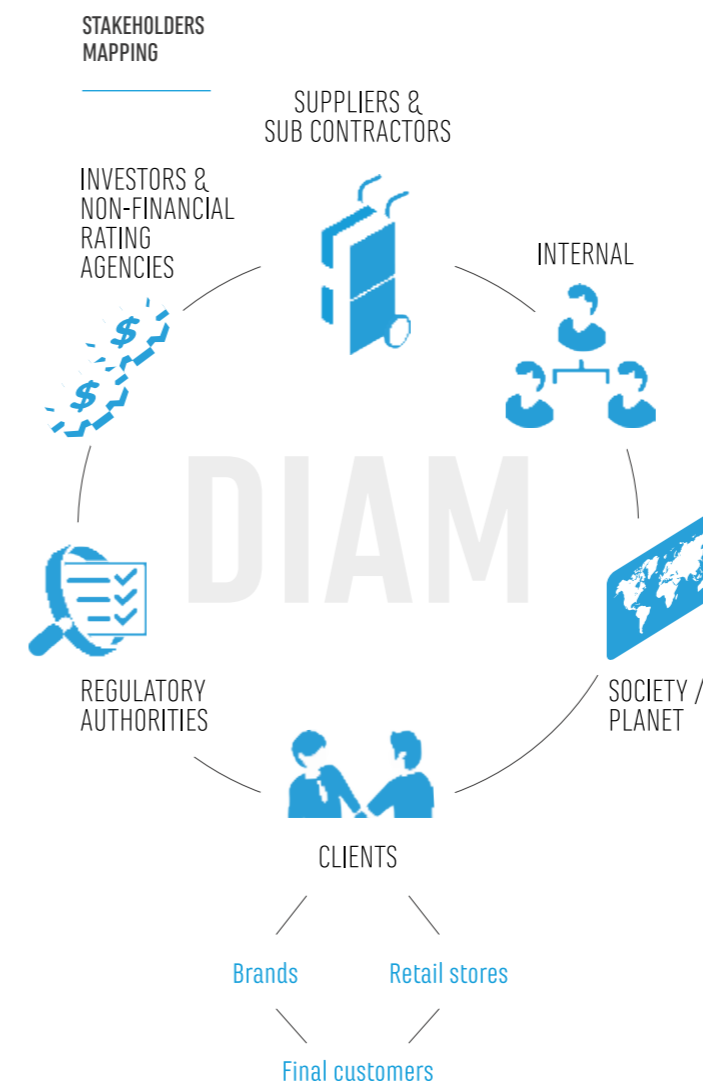 STAKEHOLDERS
MAPPING
SUPPLIERS &
SUB CONTRACTORS
INVESTORS &
NON-FINANCIAL
RATING
AGENCIES
INTERNAL
$
$
DIAM
REGULATORY
AUTHORITIES
SOCIETY /
PLANET
CLIENTS
Brands
Retail stores
Final customers